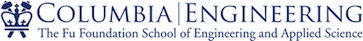 COLUMBIA | ENGINEERING
The Fu Foundation School of Engineering and Applied Science